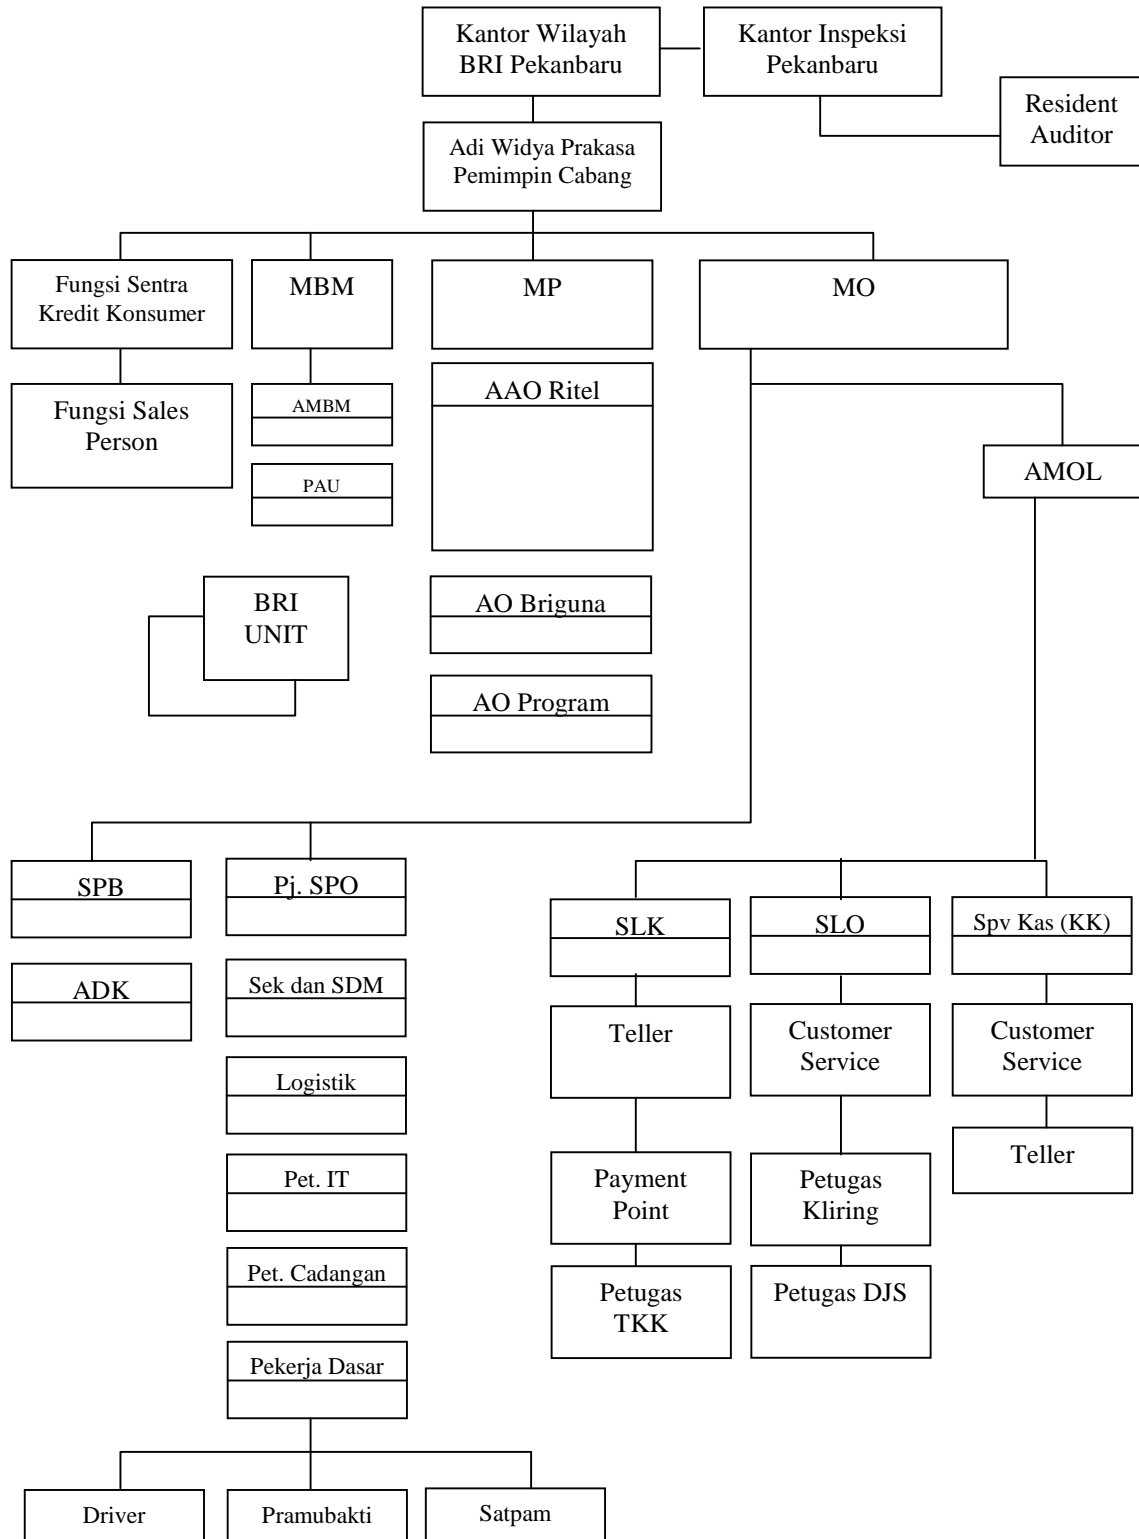 Kantor Wilayah
BRI Pekanbaru
Kantor Inspeksi
Pekanbaru
Resident
Auditor
Adi Widya Prakasa
Pemimpin Cabang
Fungsi Sentra
Kredit Konsumer
MBM
MP
MO
Fungsi Sales
Person
AMBM
PAU
AAO Ritel
AMOL
BRI
UNIT
AO Briguna
AO Program
SPB
ADK
Pj. SPO
Sek dan SDM
Logistik
Pet. IT
Pet. Cadangan
Pekerja Dasar
Driver
Pramubakti
Satpam
SLK
Teller
Payment
Point
Petugas
TKK
SLO
Customer
Service
Petugas
Kliring
Petugas DJS
Spv Kas (KK)
Customer
Service
Teller